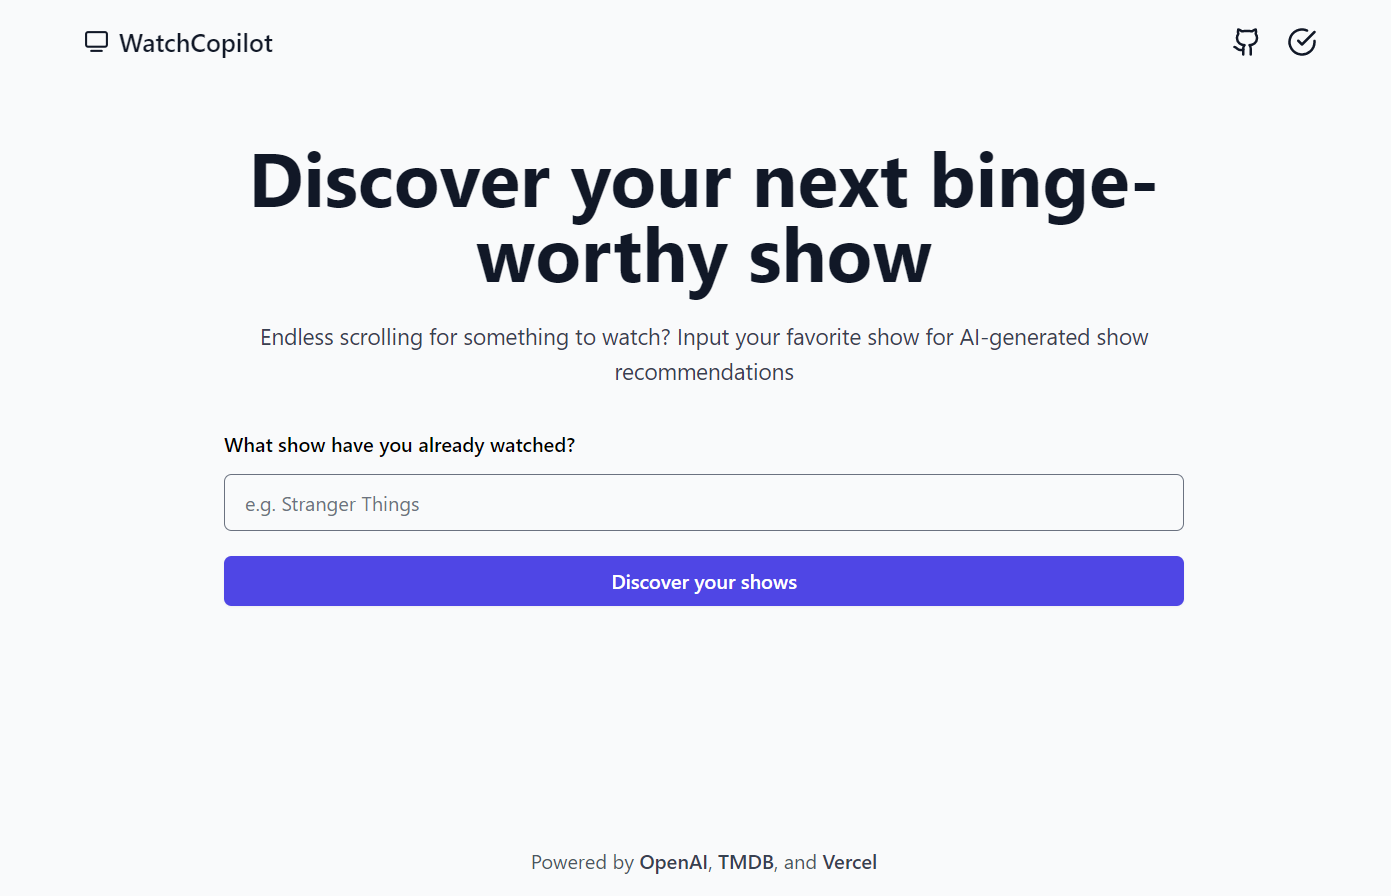 WatchCopilot
Discover your next binge-
worthy show
Endless scrolling for something to watch? Input your favorite show for AI-generated show
recommendations
What show have you already watched?
e.g. Stranger Things
Discover your shows
Powered by OpenAI, TMDB, and Vercel